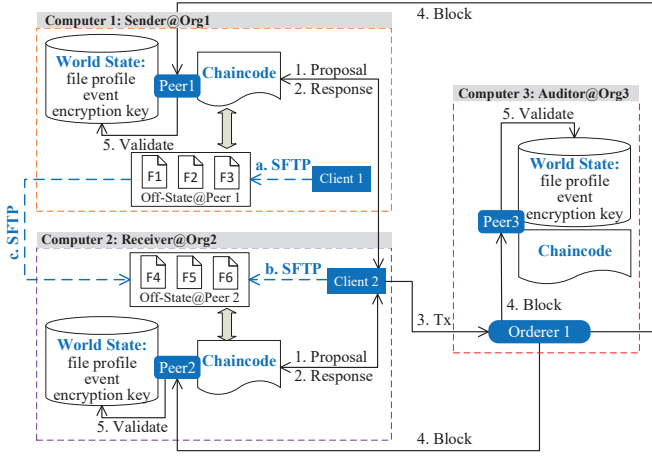 Computer 1: Sender@Org1
4. Block
World State:
file profile
event
encryption key
Peer1
Chaincode
1. Proposal
2. Response
5. Validate
F1
F2
F3
Off-State@Peer 1
a. SFTP
Client 1
c. SFTP
Computer 2: Receiver@Org2
F4
F5
F6
Off-State@Peer 2
b. SFTP
Client 2
World State:
file profile
event
encryption key
Peer2
Chaincode
1. Proposal
2. Response
5. Validate
3. Tx
4. Block
Computer 3: Auditor@Org3
5. Validate
World State:
file profile
event
encryption key
Peer3
Chaincode
4. Block
Orderer 1